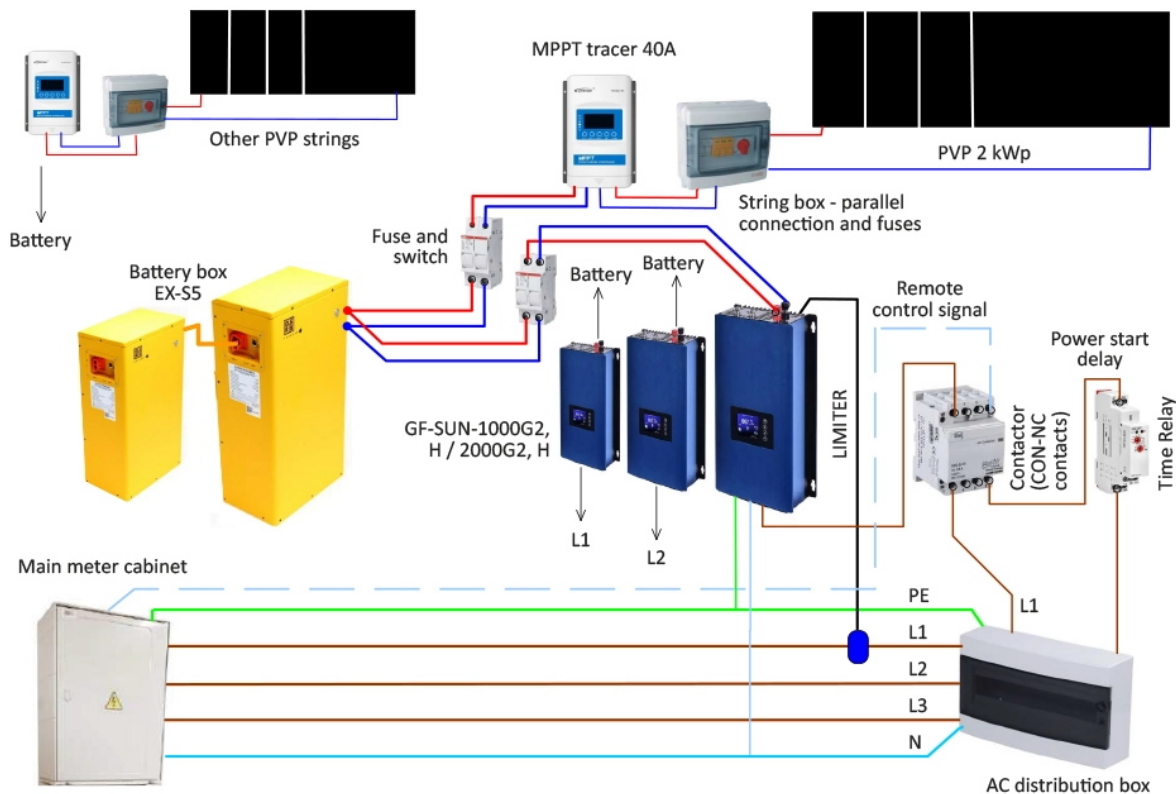 MPPT tracer 40A
Other PVP strings
PVP 2 kWp
MPPT
MPPT
String box - parallel
connection and fuses
Battery
Fuse and
switch
Battery box
EX-S5
Battery
Battery
Remote
control signal
Power start
delay
LIMITER
GF-SUN-1000G2,
H / 2000G2, H
Contactor
(CON-NC
contacts)
Time Relay
L1
L2
Main meter cabinet
PE
L1
L1
L2
L3
N
AC distribution box